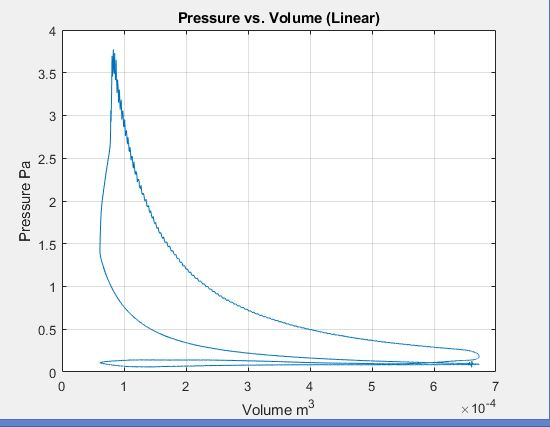 Pressure vs. Volume (Linear)
4
3.5
3
2.5
2
1.5
1
0.5
0
Pressure Pa
0 1 2 3 4 5 6 7
Volume m³ ×10⁻⁴